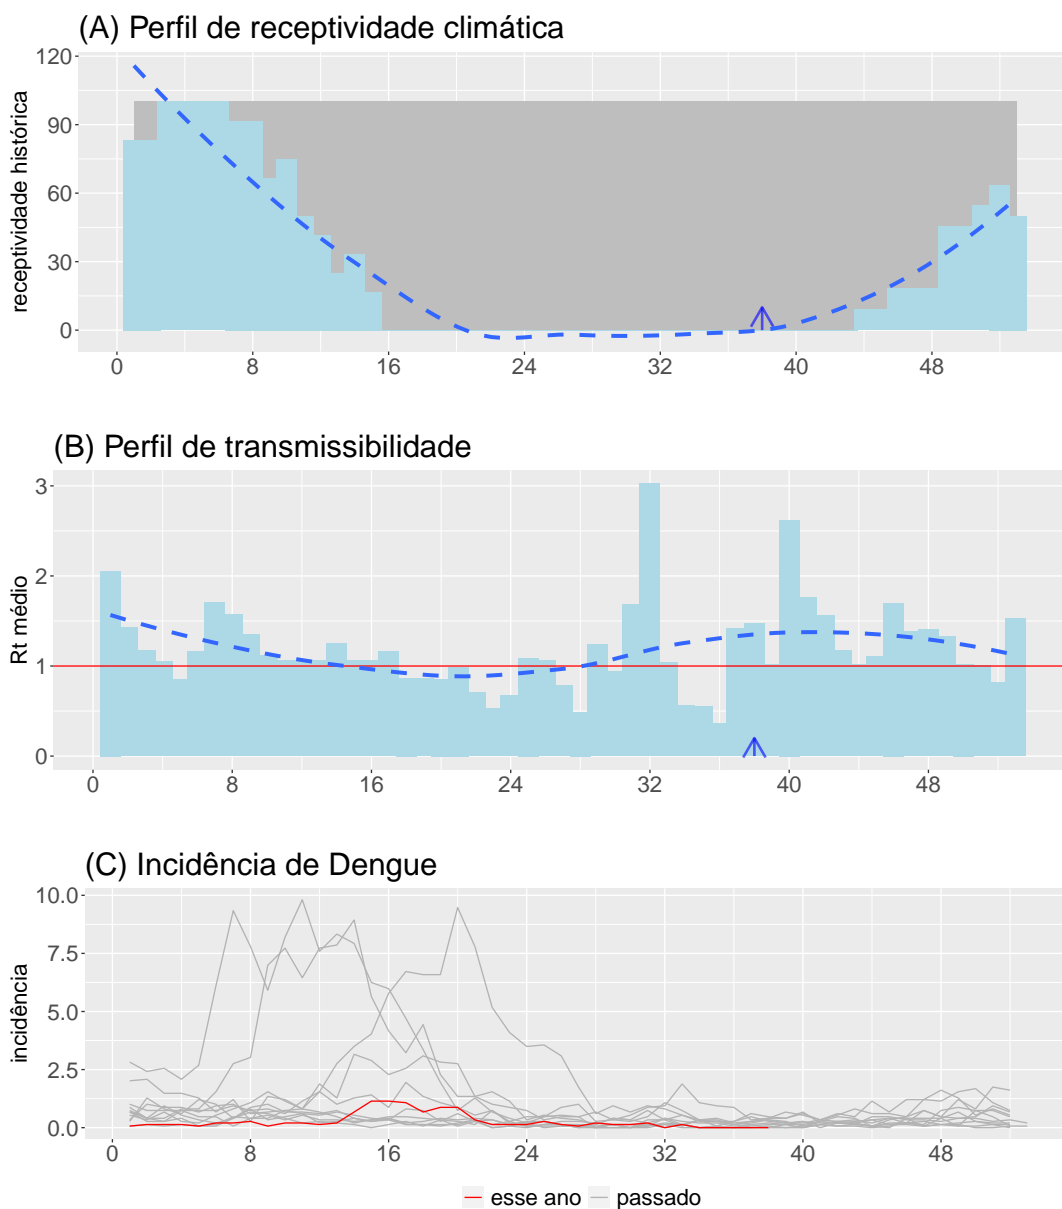 (A) Perfil de receptividade climática
receptividade histórica
120
90
60
30
0
0 8 16 24 32 40 48
(B) Perfil de transmissibilidade
Rt médio
3
2
1
0
0 8 16 24 32 40 48
(C) Incidência de Dengue
incidência
10.0
7.5
5.0
2.5
0.0
0 8 16 24 32 40 48
esse ano passado